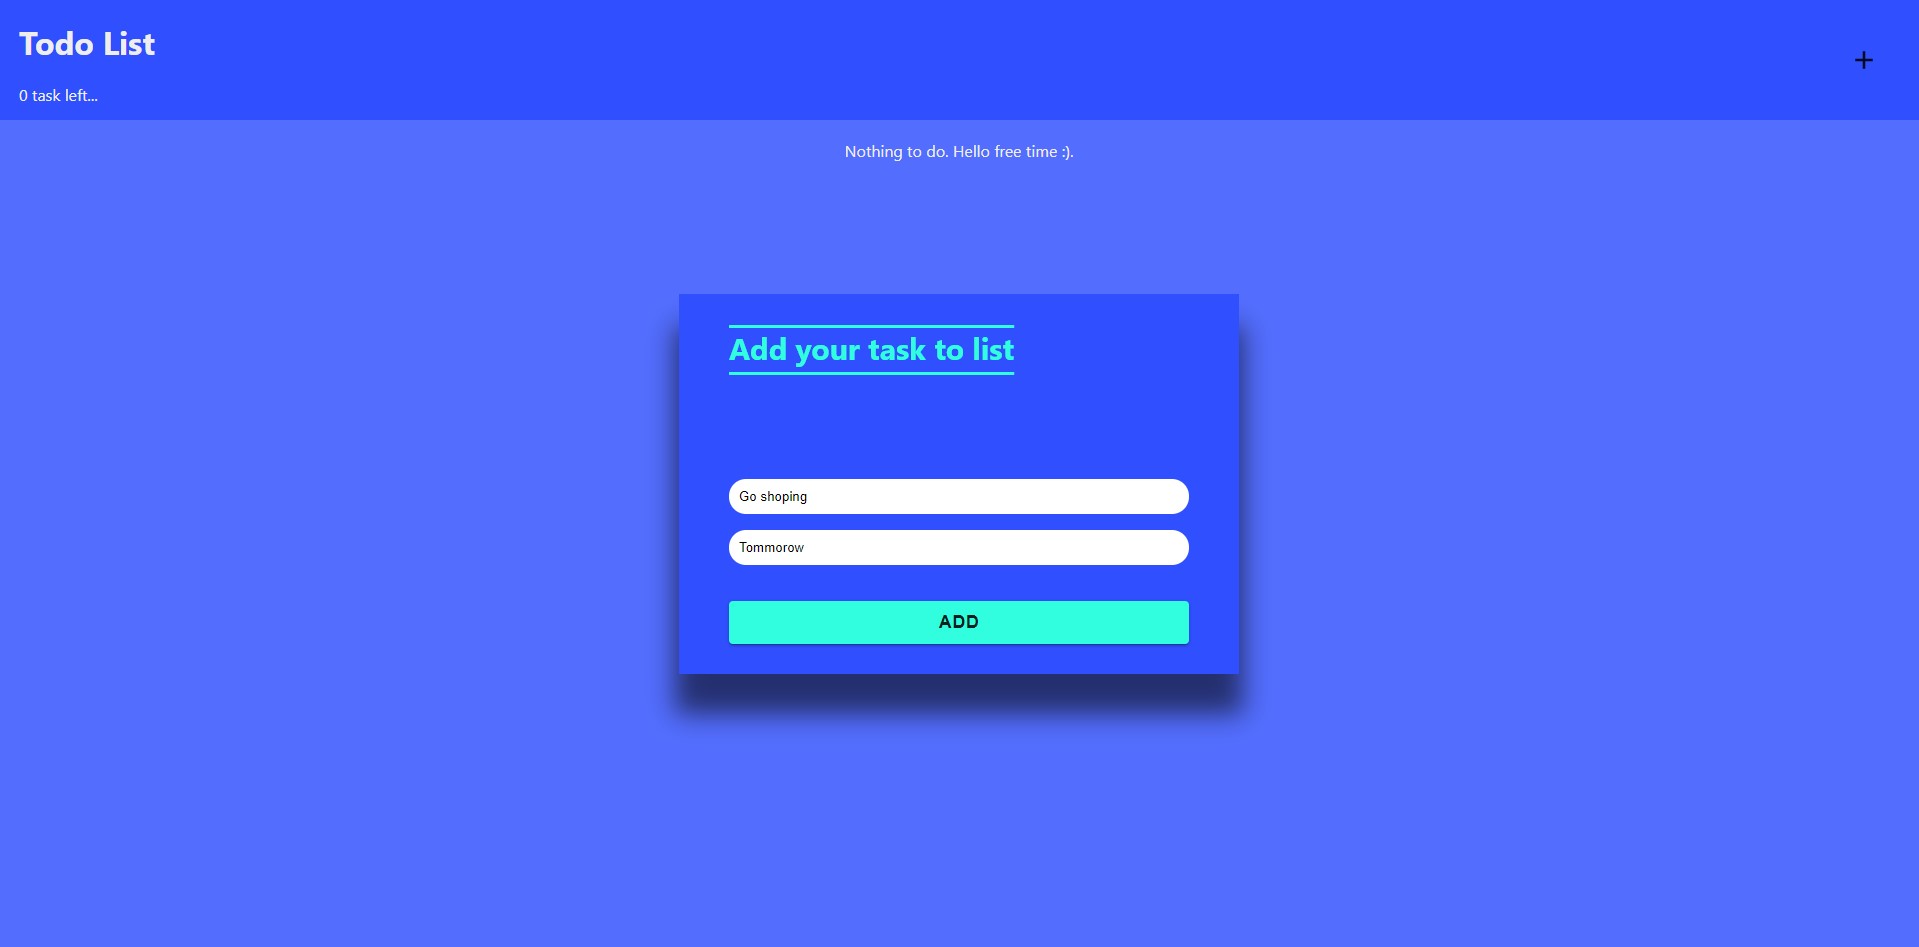 Todo List
0 task left...
Nothing to do. Hello free time :).
Add your task to list
Go shoping
Tommorow
ADD